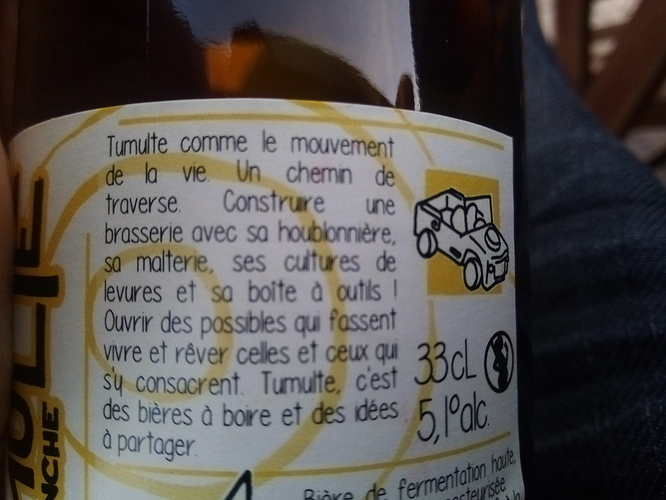 Tumulte comme le mouvement
de la vie. Un chemin de
traverse. Construire une
brasserie avec sa houblonnière,
sa malterie, ses cultures de
levures et sa boîte à outils !
Ouvrir des possibles qui fassent
vivre et rêver celles et ceux qui
s'y consacrent. Tumulte, c'est
des bières à boire et des idées
à partager.
33cL
5,1°alc.
Bière de fermentation haute,